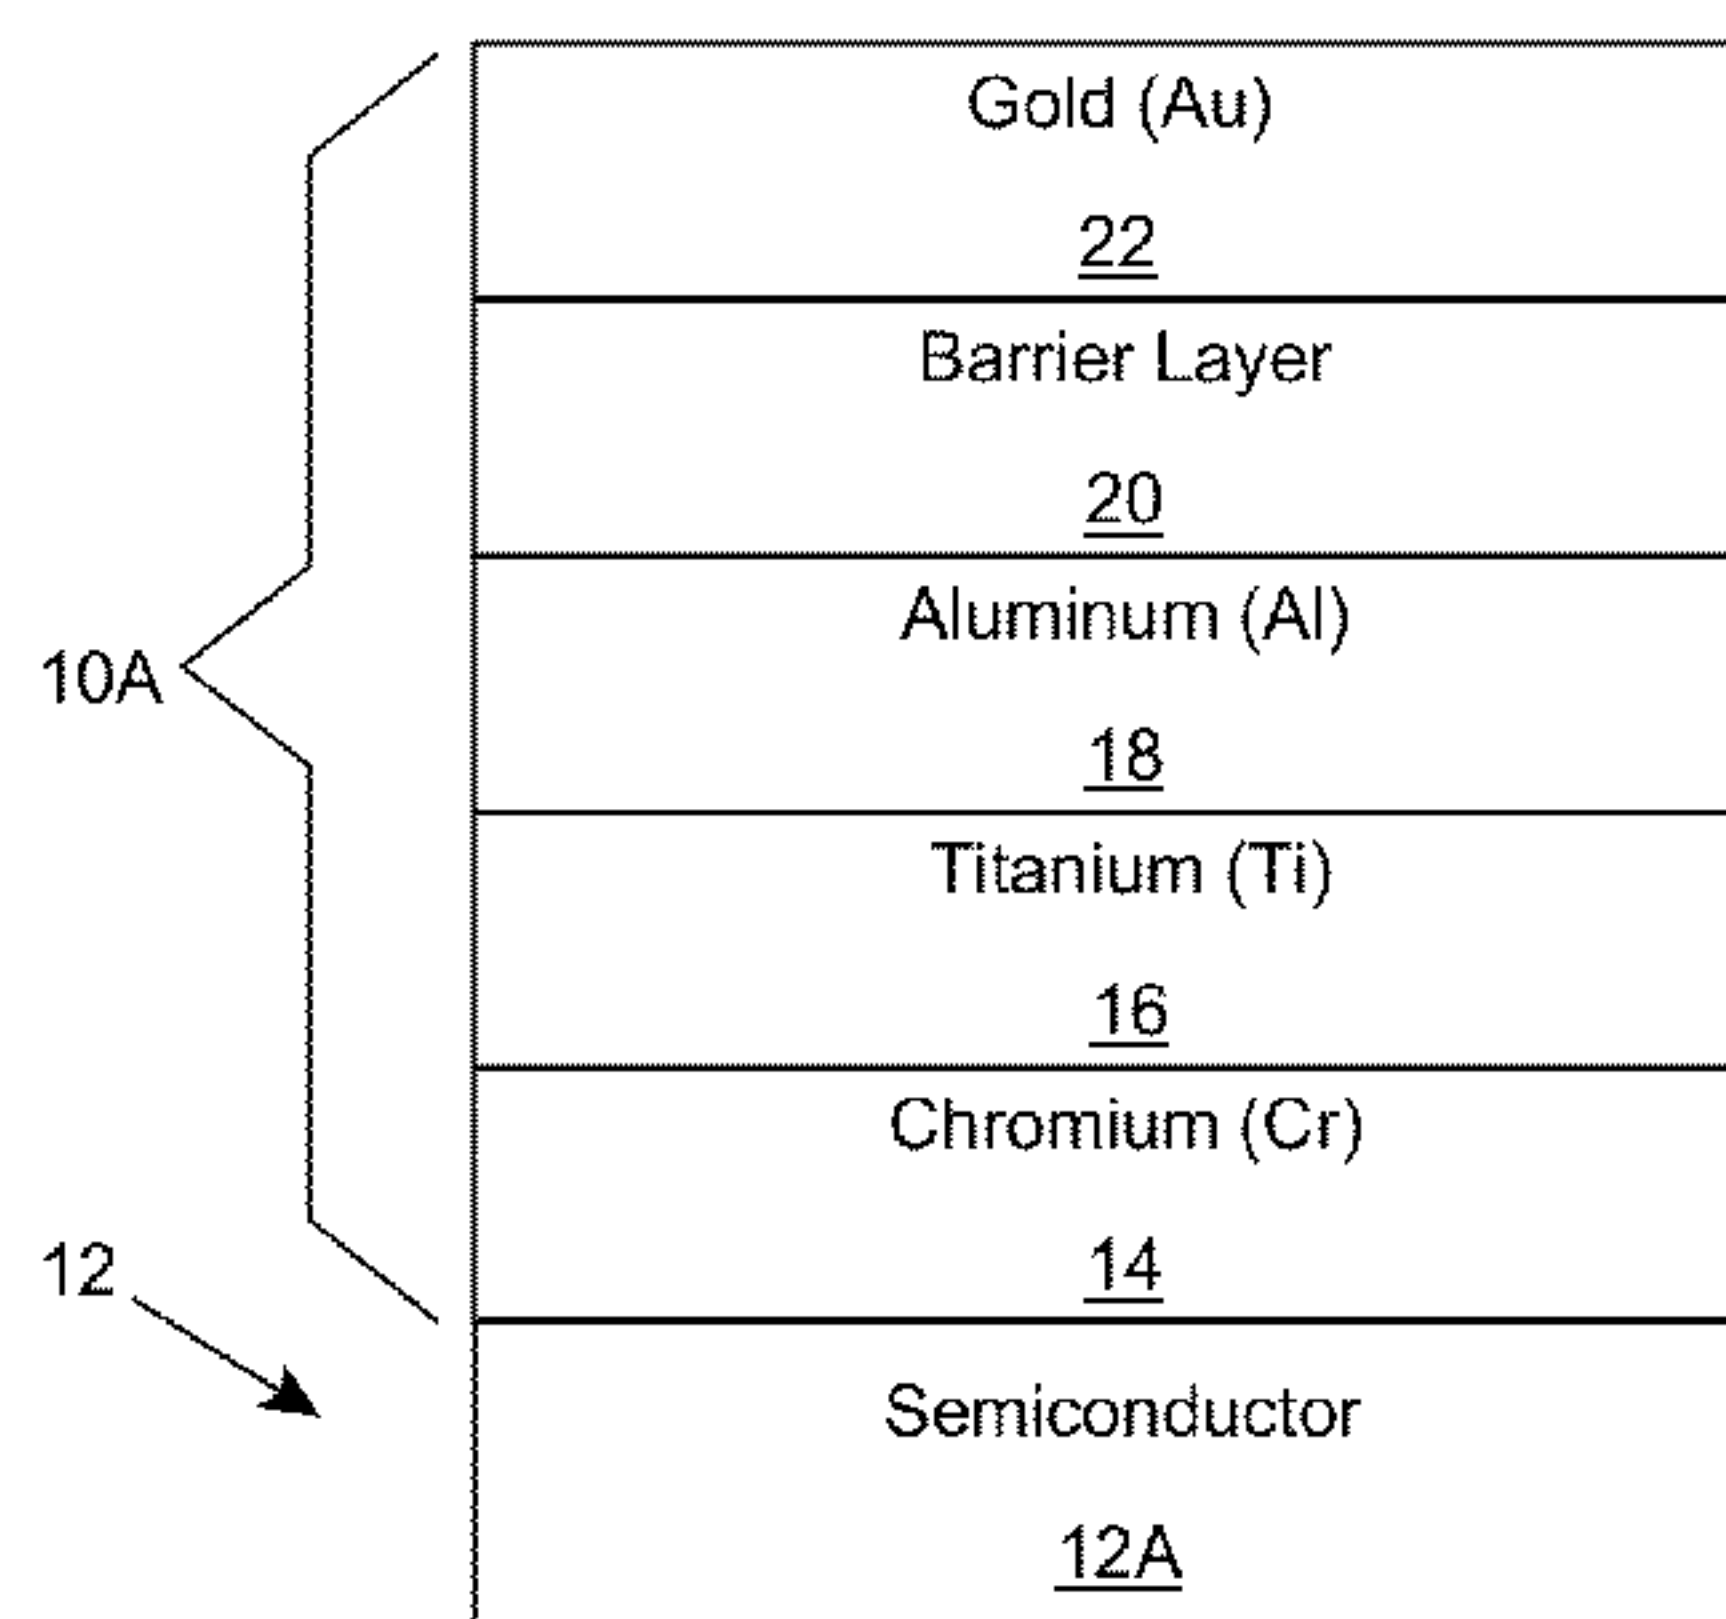 Gold (Au)
22
Barrier Layer
20
Aluminum (Al)
18
10A
Titanium (Ti)
16
Chromium (Cr)
14
12
Semiconductor
12A